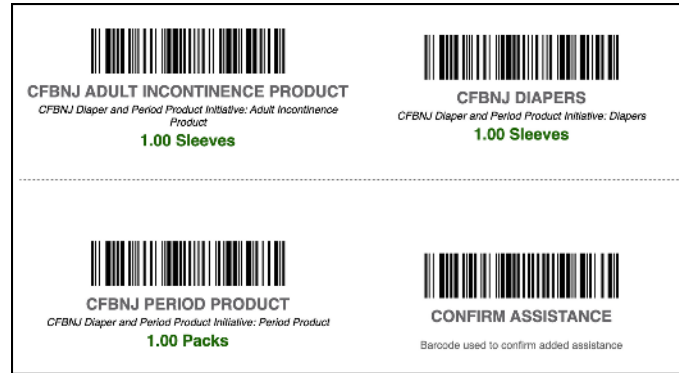 CFBNJ ADULT INCONTINENCE PRODUCT
CFBNJ Diaper and Period Product Initiative: Adult Incontinence
Product
1.00 Sleeves
CFBNJ DIAPERS
CFBNJ Diaper and Period Product Initiative: Diapers
1.00 Sleeves
CFBNJ PERIOD PRODUCT
CFBNJ Diaper and Period Product Initiative: Period Product
1.00 Packs
CONFIRM ASSISTANCE
Barcode used to confirm added assistance